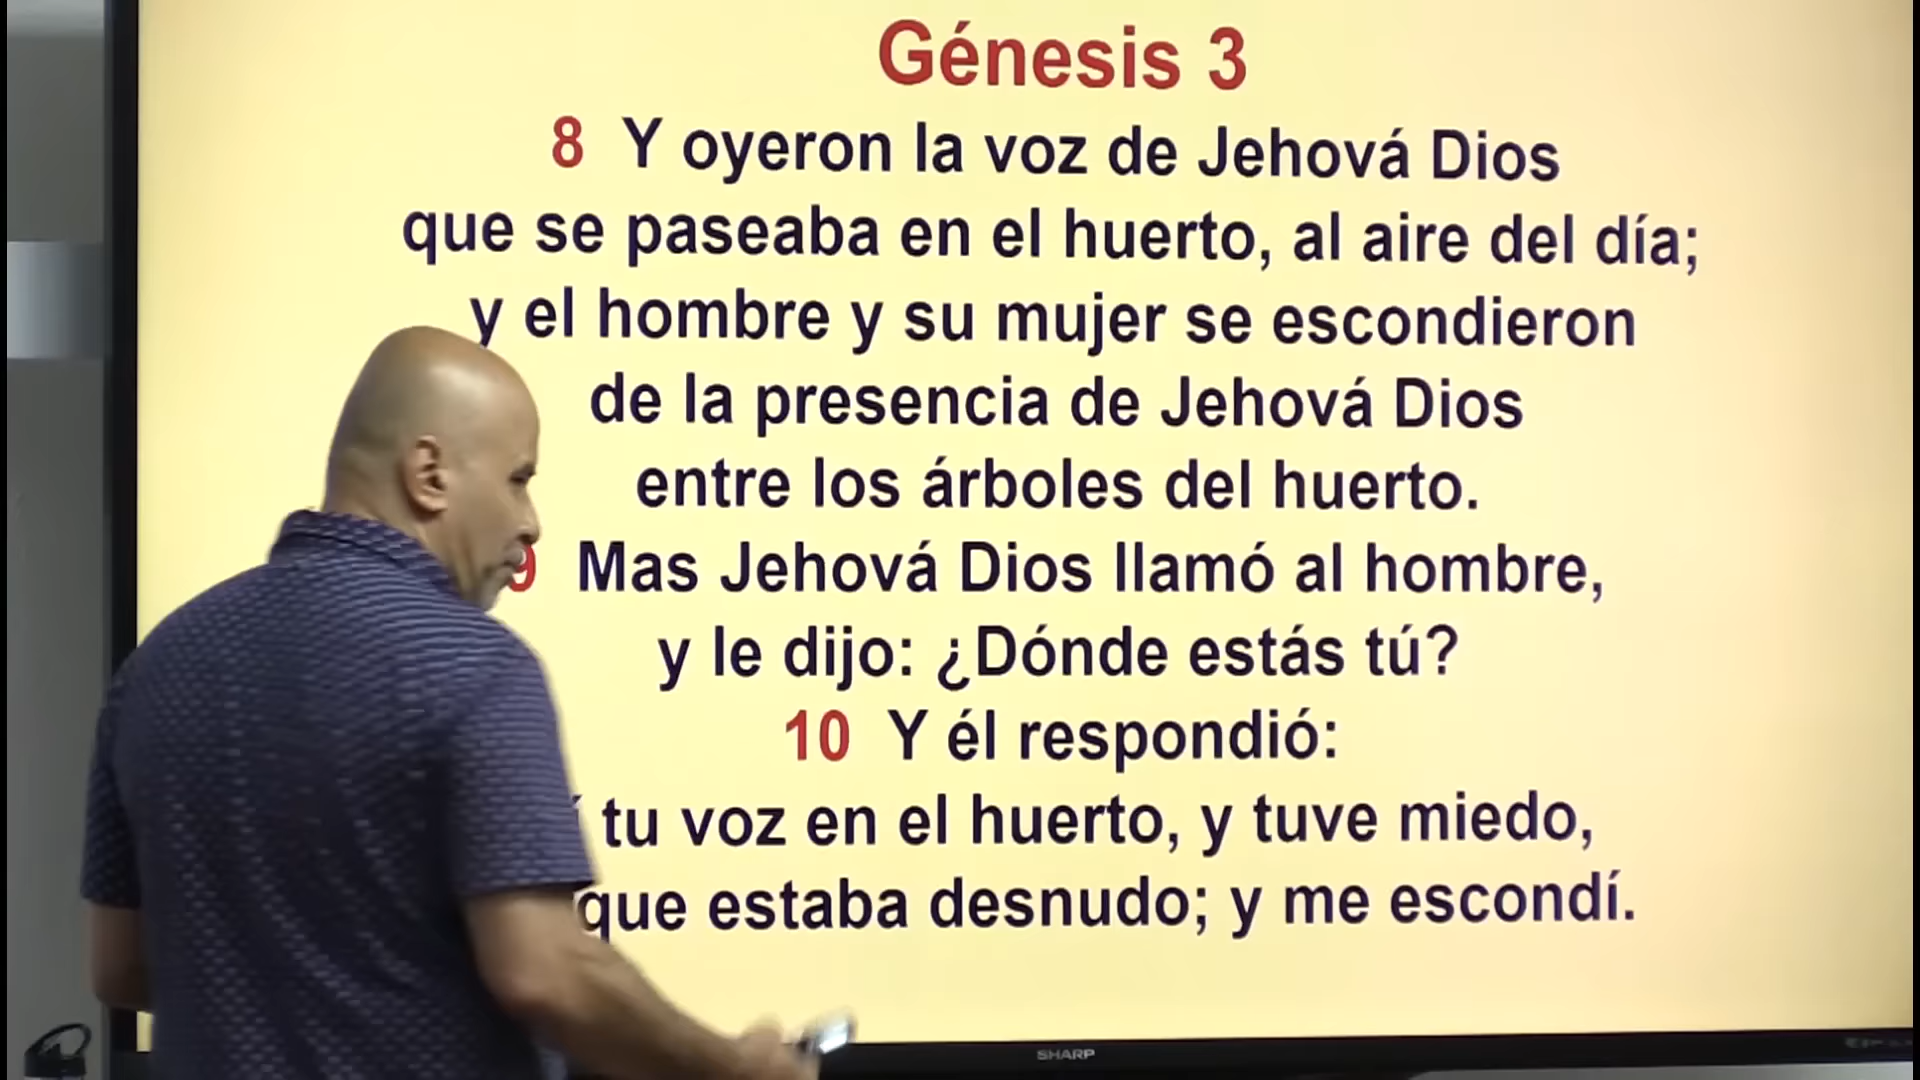 Génesis 3
8 Y oyeron la voz de Jehová Dios
que se paseaba en el huerto, al aire del día;
y el hombre y su mujer se escondieron
de la presencia de Jehová Dios
entre los árboles del huerto.
9 Mas Jehová Dios llamó al hombre,
y le dijo: ¿Dónde estás tú?
10 Y él respondió:
tu voz en el huerto, y tuve miedo,
que estaba desnudo; y me escondí.
SHARP